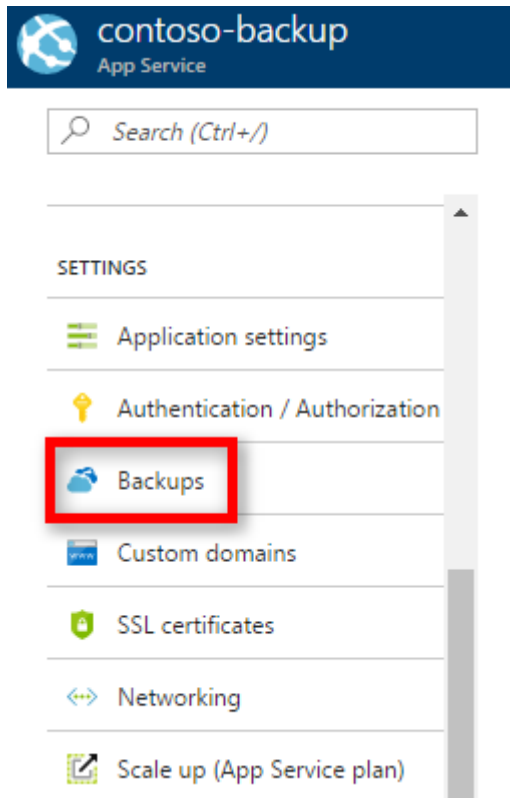 contoso-backup
App Service
Search (Ctrl+/)
SETTINGS
Application settings
Authentication / Authorization
Backups
www
Custom domains
SSL certificates
Networking
Scale up (App Service plan)